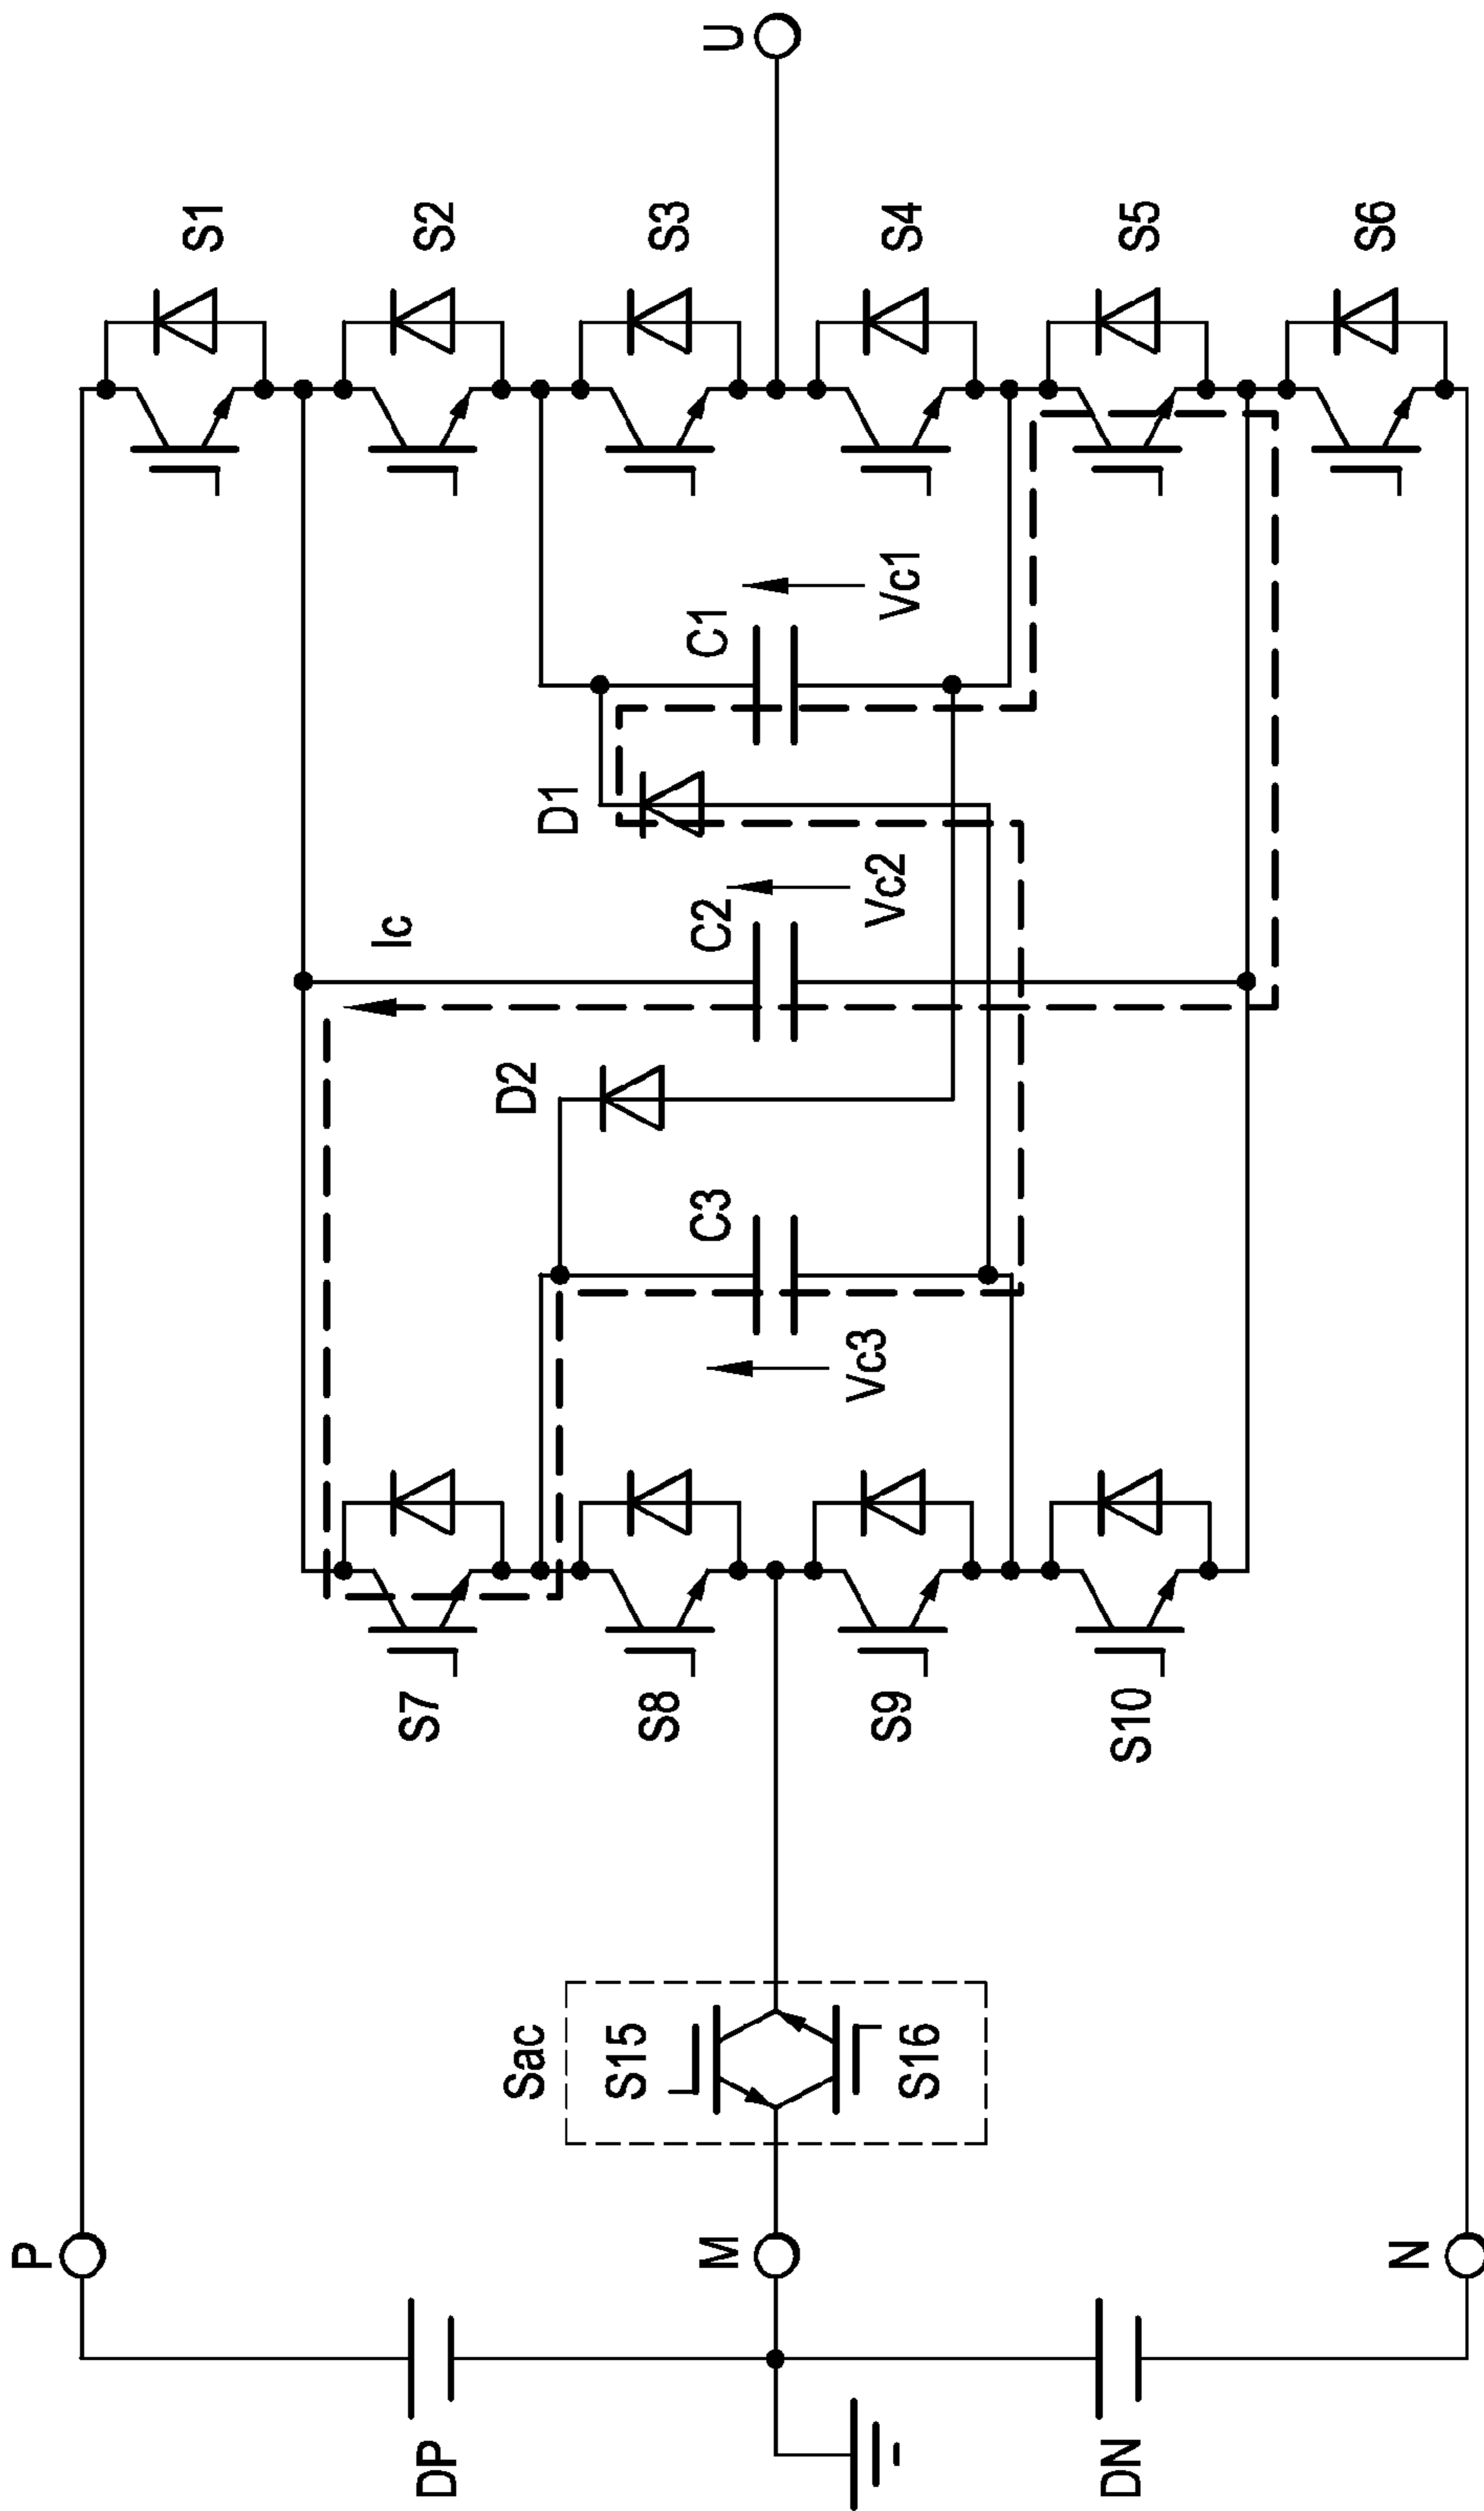 U
S1
S2
S3
S4
S5
S6
C1
Vc1
D1
C2
Vc2
Ic
D2
C3
Vc3
S7
S8
S9
S10
Sac
S15
S16
P
M
N
DP
DN